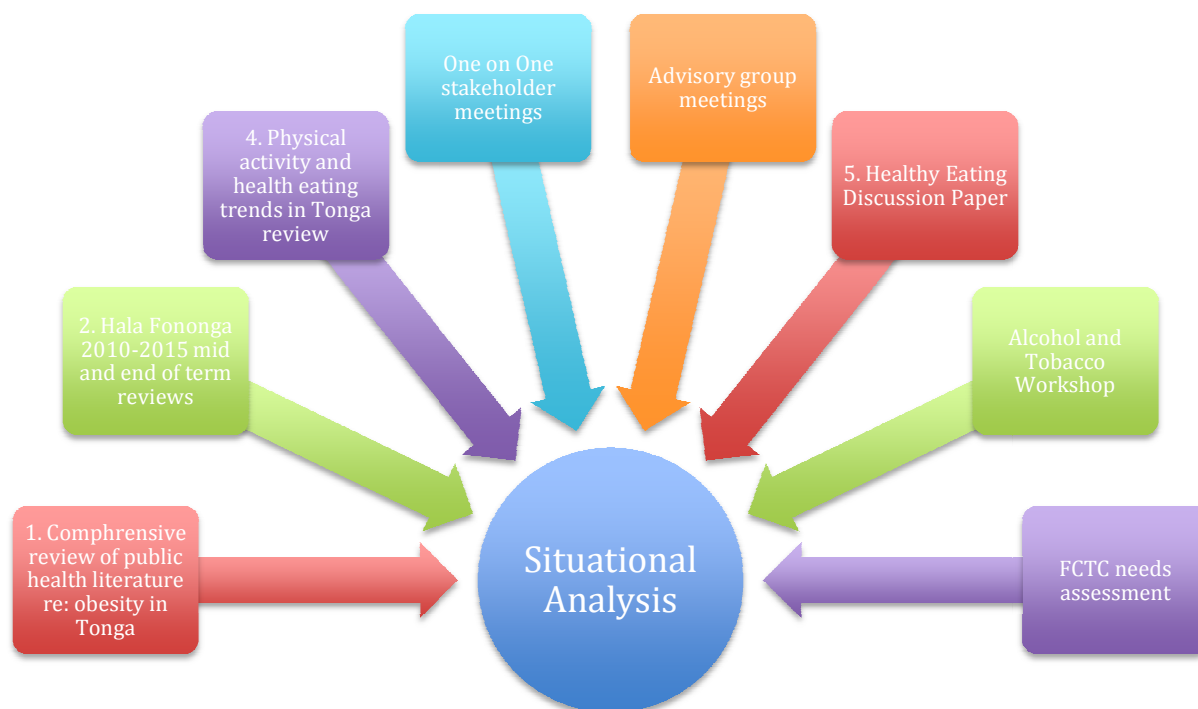 1. Comphrensive
review of public
health literature
re: obesity in
Tonga
2. Hala Fononga
2010-2015 mid
and end of term
reviews
4. Physical
activity and
health eating
trends in Tonga
review
One on One
stakeholder
meetings
Advisory group
meetings
5. Healthy Eating
Discussion Paper
Alcohol and
Tobacco
Workshop
FCTC needs
assessment
Situational
Analysis